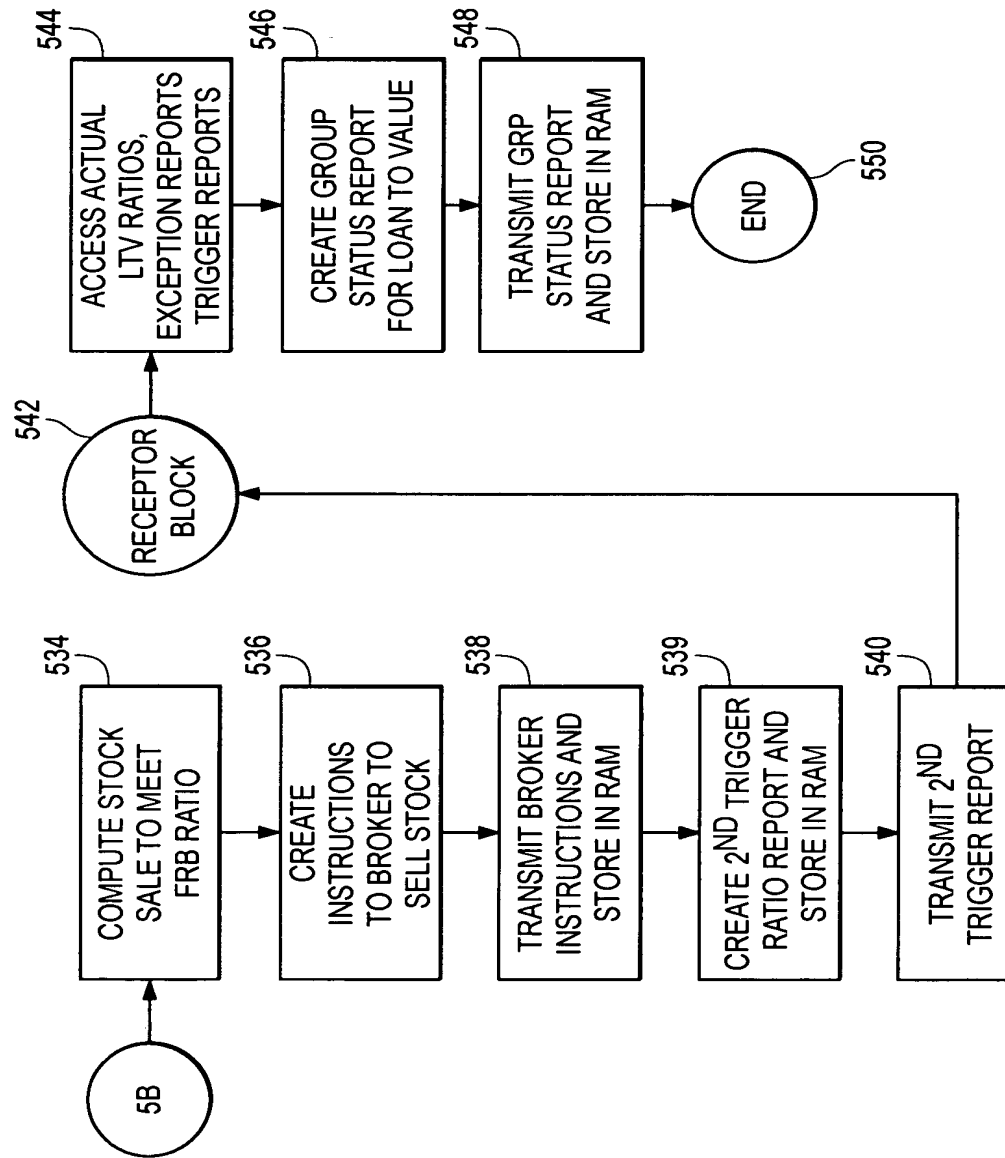 5B
534
COMPUTE STOCK
SALE TO MEET
FRB RATIO
536
CREATE
INSTRUCTIONS
TO BROKER TO
SELL STOCK
538
TRANSMIT BROKER
INSTRUCTIONS AND
STORE IN RAM
539
CREATE 2ND TRIGGER
RATIO REPORT AND
STORE IN RAM
540
TRANSMIT 2ND
TRIGGER REPORT
542
RECEPTOR
BLOCK
544
ACCESS ACTUAL
LTV RATIOS,
EXCEPTION REPORTS
TRIGGER REPORTS
546
CREATE GROUP
STATUS REPORT
FOR LOAN TO VALUE
548
TRANSMIT GRP
STATUS REPORT
AND STORE IN RAM
END
550